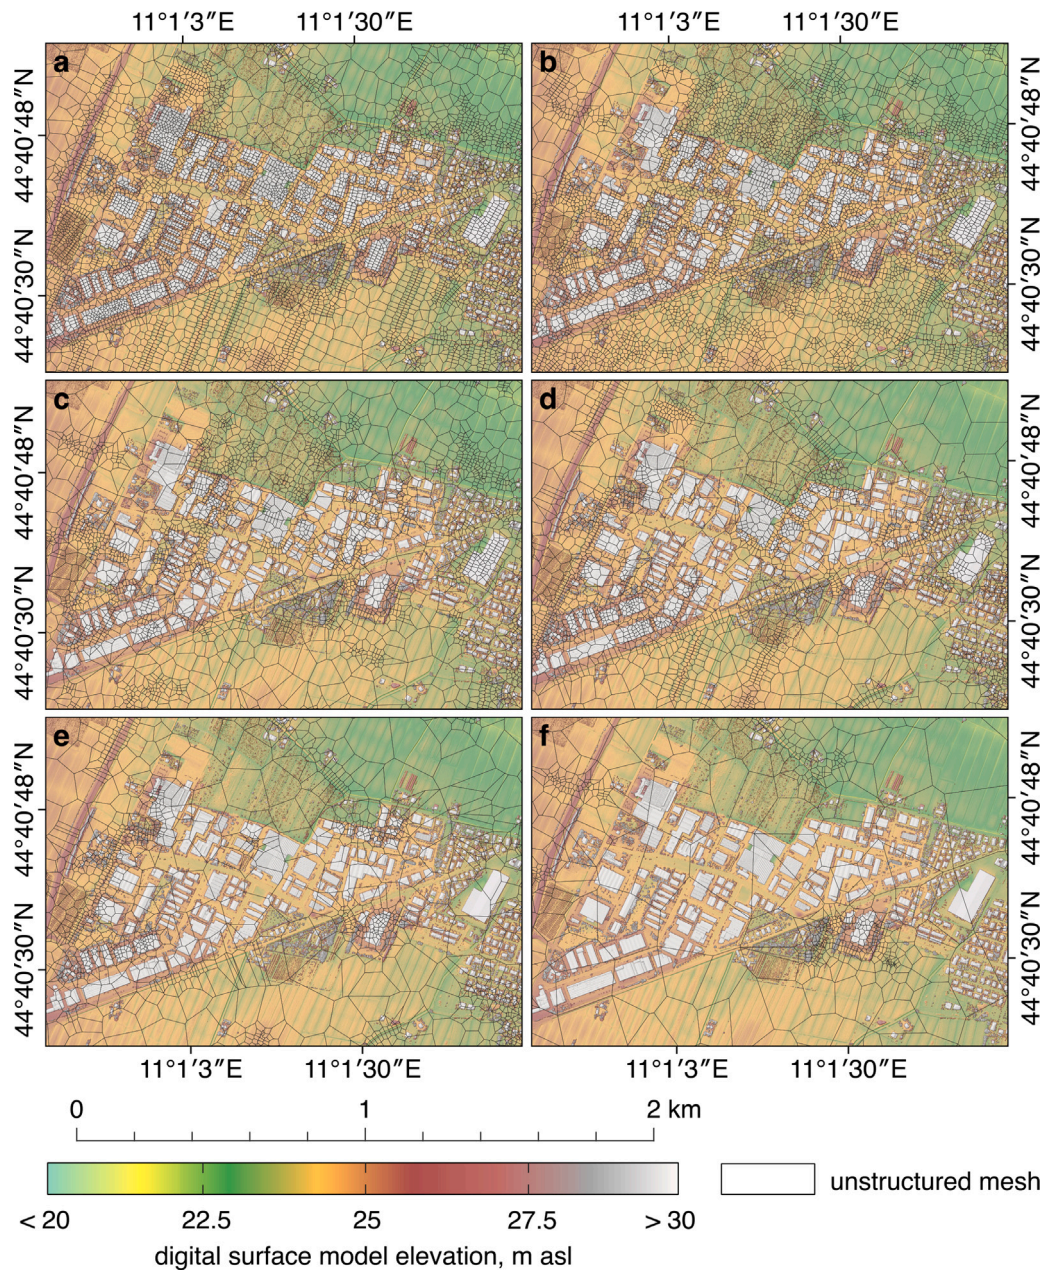 11°1′3″E 11°1′30″E 11°1′3″E 11°1′30″E
a b
44°40′48″N 44°40′48″N
44°40′30″N 44°40′30″N
c d
44°40′48″N 44°40′48″N
44°40′30″N 44°40′30″N
e f
44°40′48″N 44°40′48″N
44°40′30″N 44°40′30″N
11°1′3″E 11°1′30″E 11°1′3″E 11°1′30″E
0 1 2 km
unstructured mesh
< 20 22.5 25 27.5 > 30
digital surface model elevation, m asl